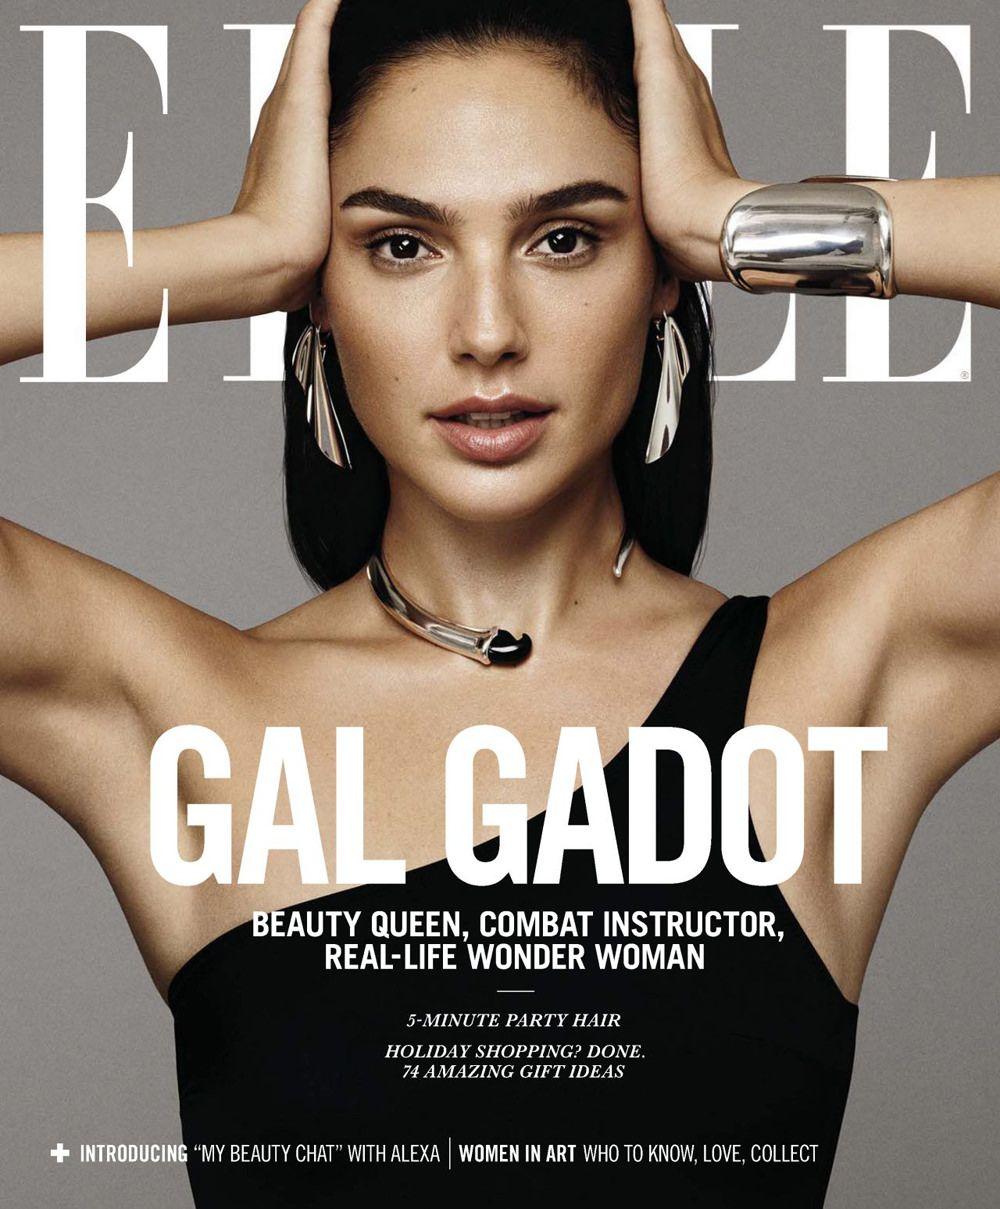 ELLE
®
GAL GADOT
BEAUTY QUEEN, COMBAT INSTRUCTOR,
REAL-LIFE WONDER WOMAN
5-MINUTE PARTY HAIR
HOLIDAY SHOPPING? DONE.
74 AMAZING GIFT IDEAS
+ INTRODUCING “MY BEAUTY CHAT” WITH ALEXA | WOMEN IN ART WHO TO KNOW, LOVE, COLLECT